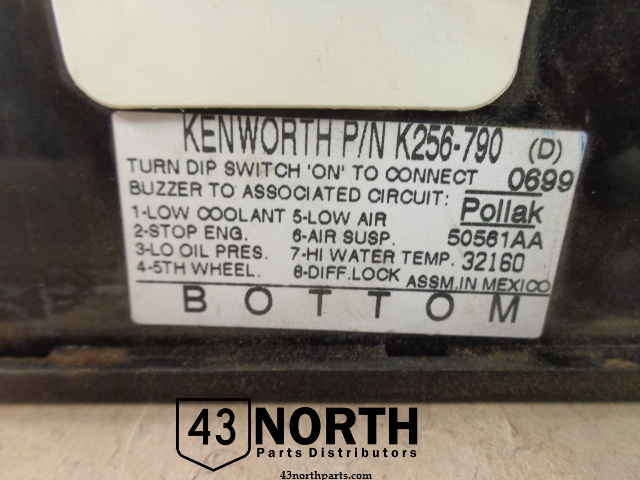 KENWORTH P/N K256-790 (D)
TURN DIP SWITCH 'ON' TO CONNECT 0699
BUZZER TO ASSOCIATED CIRCUIT: Pollak
1-LOW COOLANT 5-LOW AIR
2-STOP ENG. 6-AIR SUSP. 50561AA
3-LO OIL PRES. 7-HI WATER TEMP. 32160
4-5TH WHEEL. 8-DIFF.LOCK ASSM.IN MEXICO
BOTTOM
43 NORTH
Parts Distributors
43northparts.com